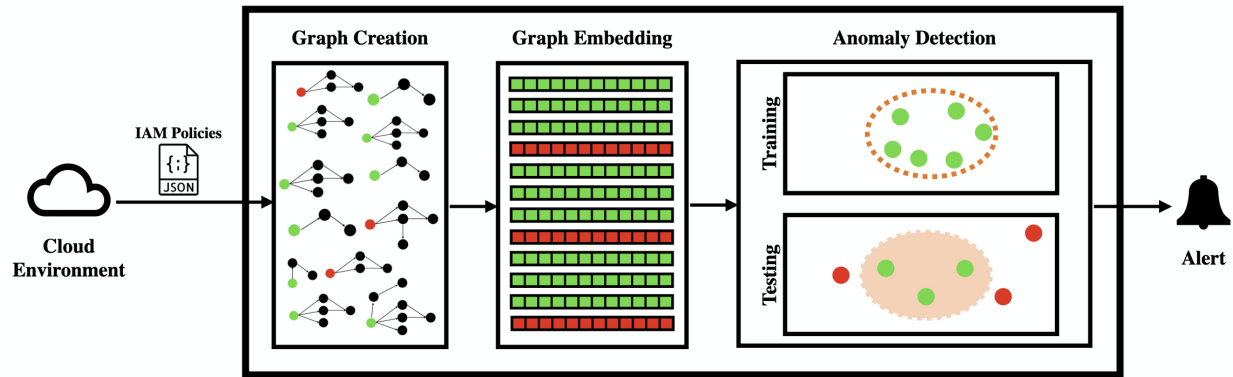 Graph Creation
Graph Embedding
Anomaly Detection
IAM Policies
{;}
JSON
Cloud
Environment
Training
Testing
Alert